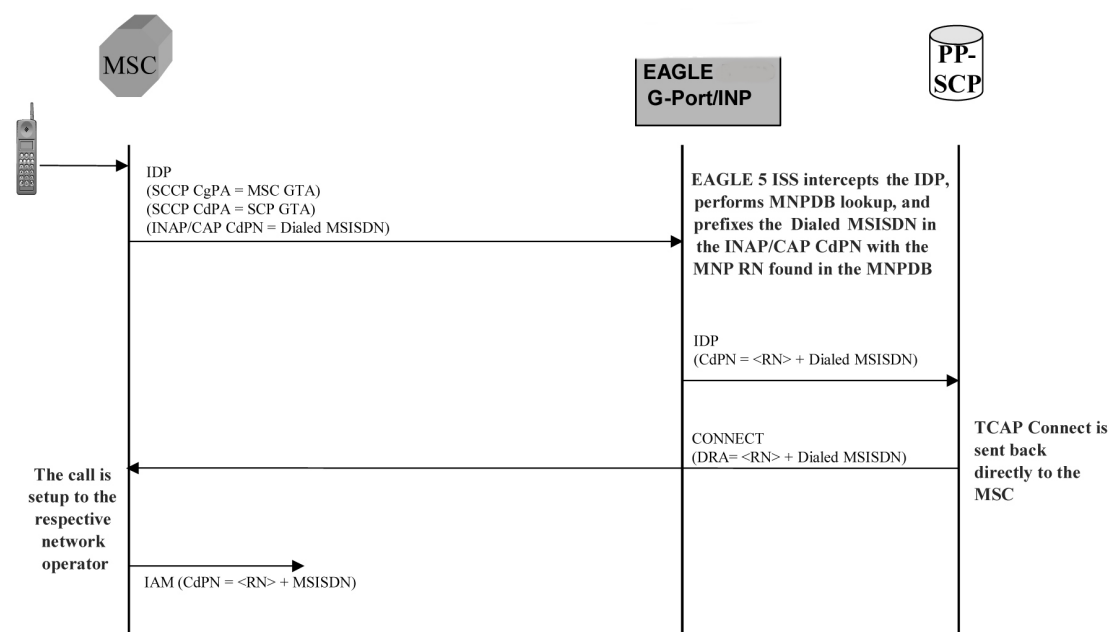 MSC
EAGLE
G-Port/INP
PP-
SCP
IDP
(SCCP CgPA = MSC GTA)
(SCCP CdPA = SCP GTA)
(INAP/CAP CdPN = Dialed MSISDN)
EAGLE 5 ISS intercepts the IDP,
performs MNPDB lookup, and
prefixes the Dialed MSISDN in
the INAP/CAP CdPN with the
MNP RN found in the MNPDB
IDP
(CdPN = <RN> + Dialed MSISDN)
CONNECT
(DRA= <RN> + Dialed MSISDN)
TCAP Connect is
sent back
directly to the
MSC
The call is
setup to the
respective
network
operator
IAM (CdPN = <RN> + MSISDN)